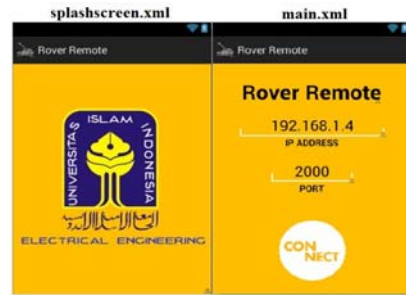 splashscreen.xml
Rover Remote
ISLAM
UNIVERSITAS
INDONESIA
ELECTRICAL ENGINEERING
main.xml
Rover Remote
Rover Remote
192.168.1.4
IP ADDRESS
2000
PORT
CON
NECT